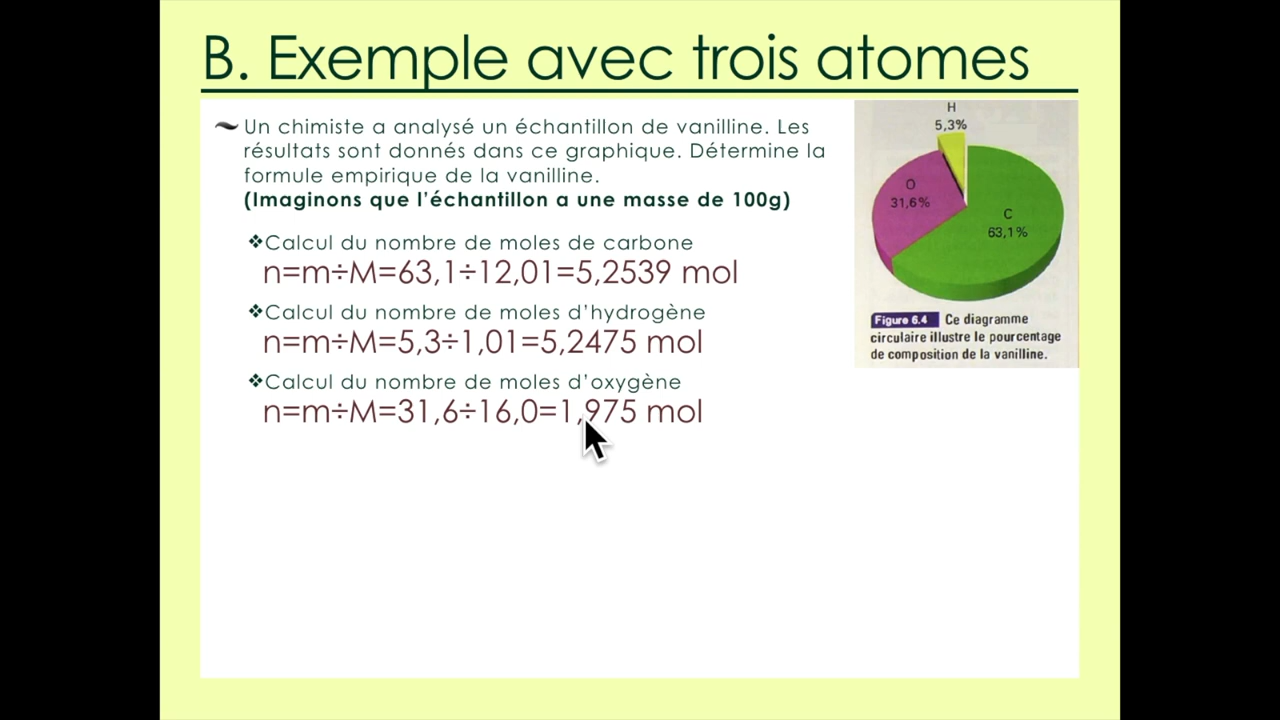 B. Exemple avec trois atomes
Un chimiste a analysé un échantillon de vanilline. Les
résultats sont donnés dans ce graphique. Détermine la
formule empirique de la vanilline.
(Imaginons que l'échantillon a une masse de 100g)
❖Calcul du nombre de moles de carbone
n=m÷M=63,1÷12,01=5,2539 mol
❖Calcul du nombre de moles d'hydrogène
n=m÷M=5,3÷1,01=5,2475 mol
❖Calcul du nombre de moles d'oxygène
n=m÷M=31,6÷16,0=1,975 mol
H
5,3%
O
31,6%
C
63,1%
Figure 6.4 Ce diagramme
circulaire illustre le pourcentage
de composition de la vanilline.